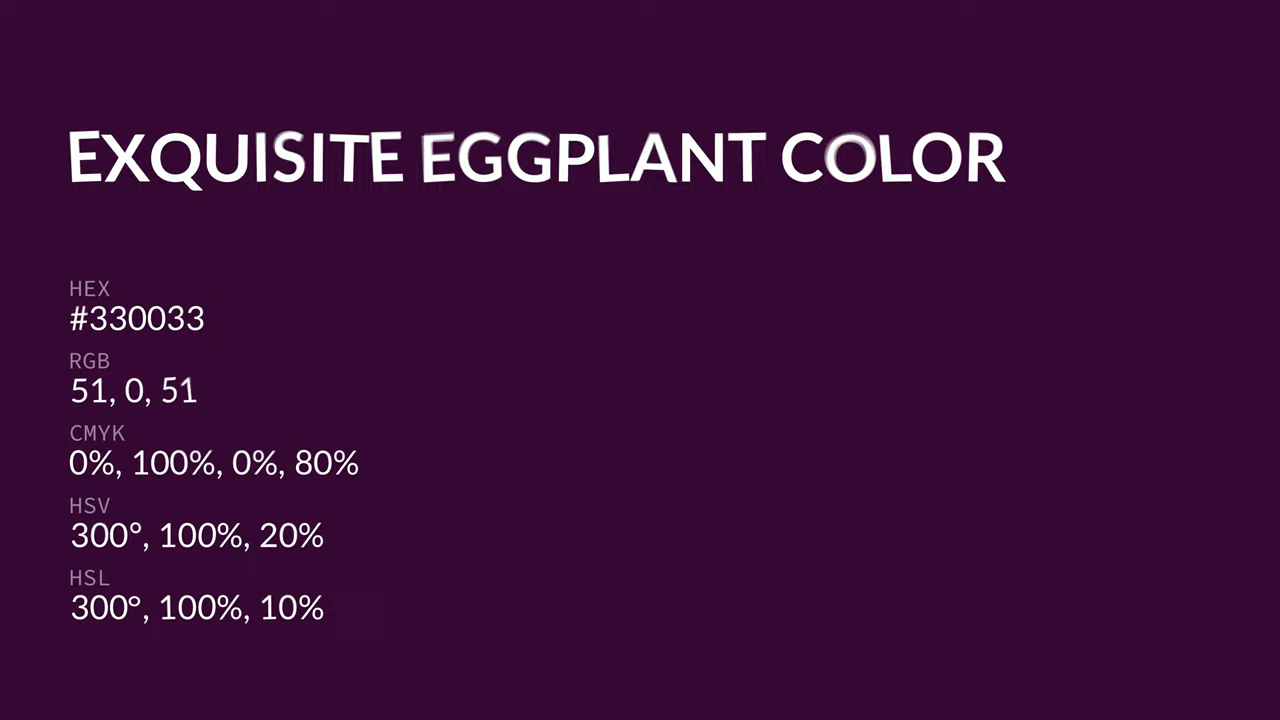 EXQUISITE EGGPLANT COLOR
HEX
#330033
RGB
51, 0, 51
CMYK
0%, 100%, 0%, 80%
HSV
300°, 100%, 20%
HSL
300°, 100%, 10%